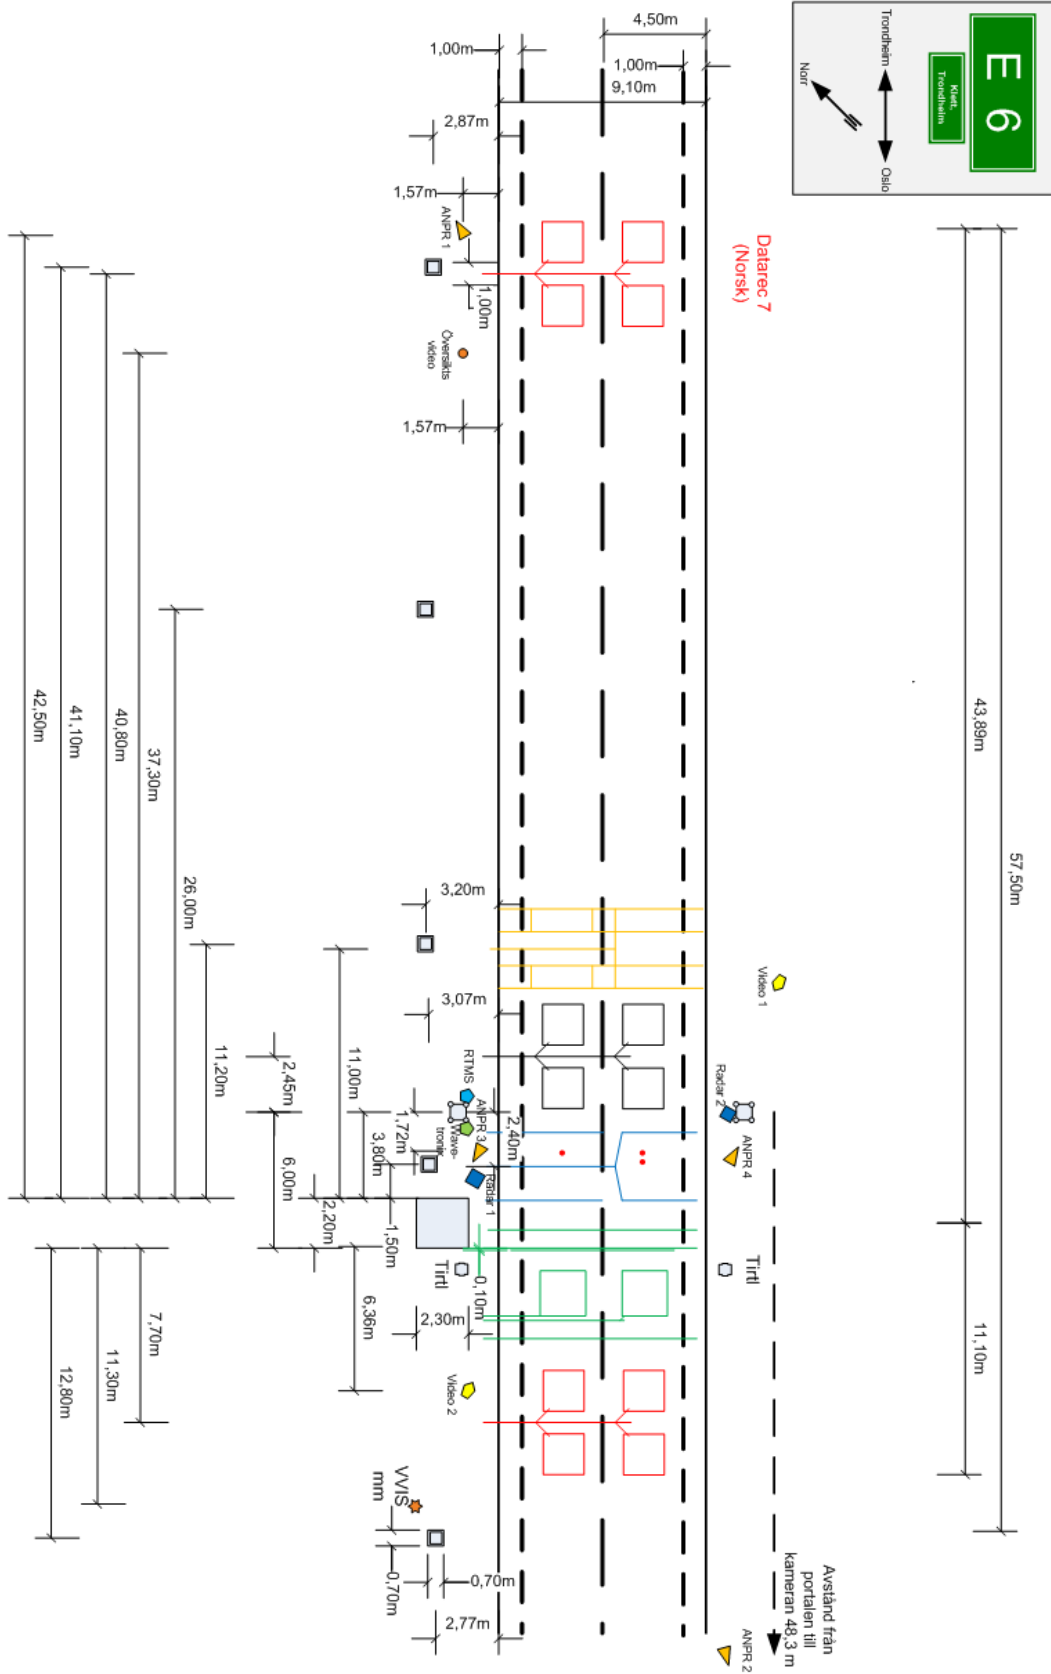 4,50m
1,00m
1,00m
9,10m
2,87m
1,57m
ANPR 1
1,00m
Översikts
video
1,57m
E 6
Klett.
Trondheim
Trondheim
Oslo
Norr
Datarec 7
(Norsk)
42,50m
41,10m
40,80m
37,30m
26,00m
11,20m
43,89m
57,50m
3,20m
3,07m
Video 1
11,00m
2,45m
RTMS
ANPR 3
Wave-
tronix
1,72m
3,80m
2,40m
Radar 2
ANPR 4
Radar 1
6,00m
2,20m
1,50m
Tirtl
0,10m
Tirtl
2,30m
6,36m
7,70m
11,30m
12,80m
11,10m
Video 2
VVIS
mm
0,70m
0,70m
2,77m
Avstånd från
portalen till
kameran 48,3 m
ANPR 2